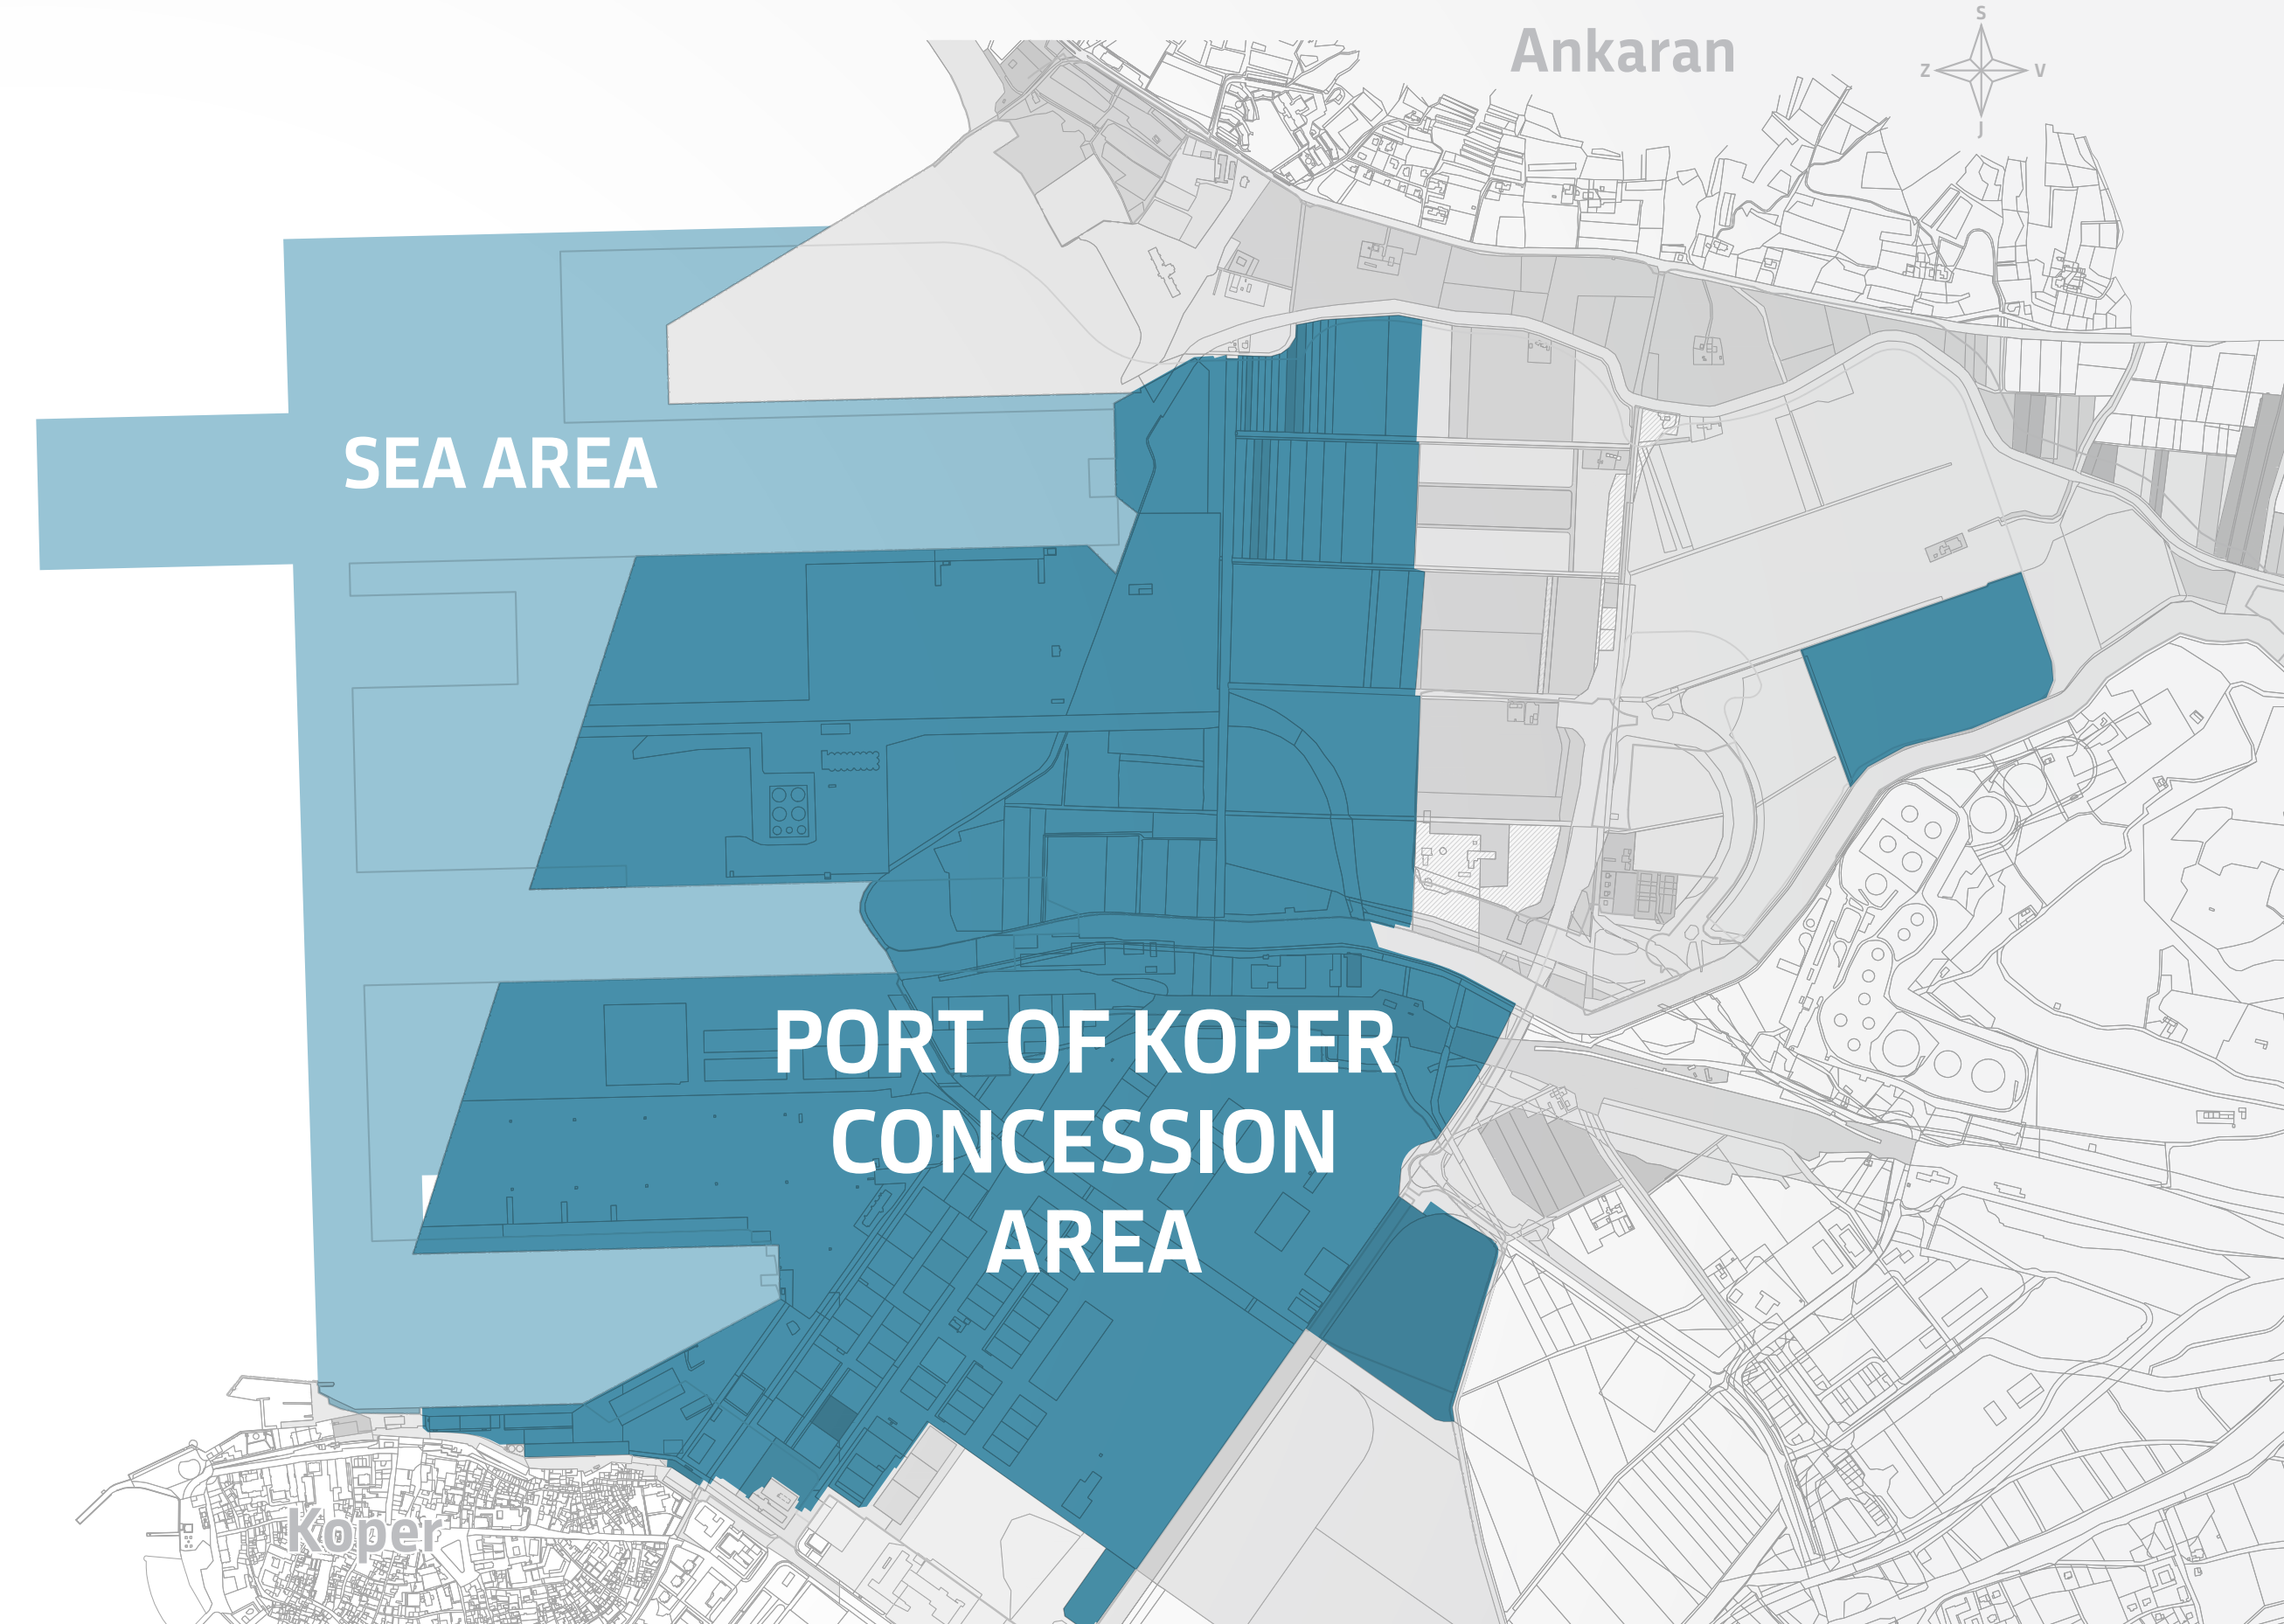 Ankaran
S
Z V
J
SEA AREA
PORT OF KOPER
CONCESSION
AREA
Koper